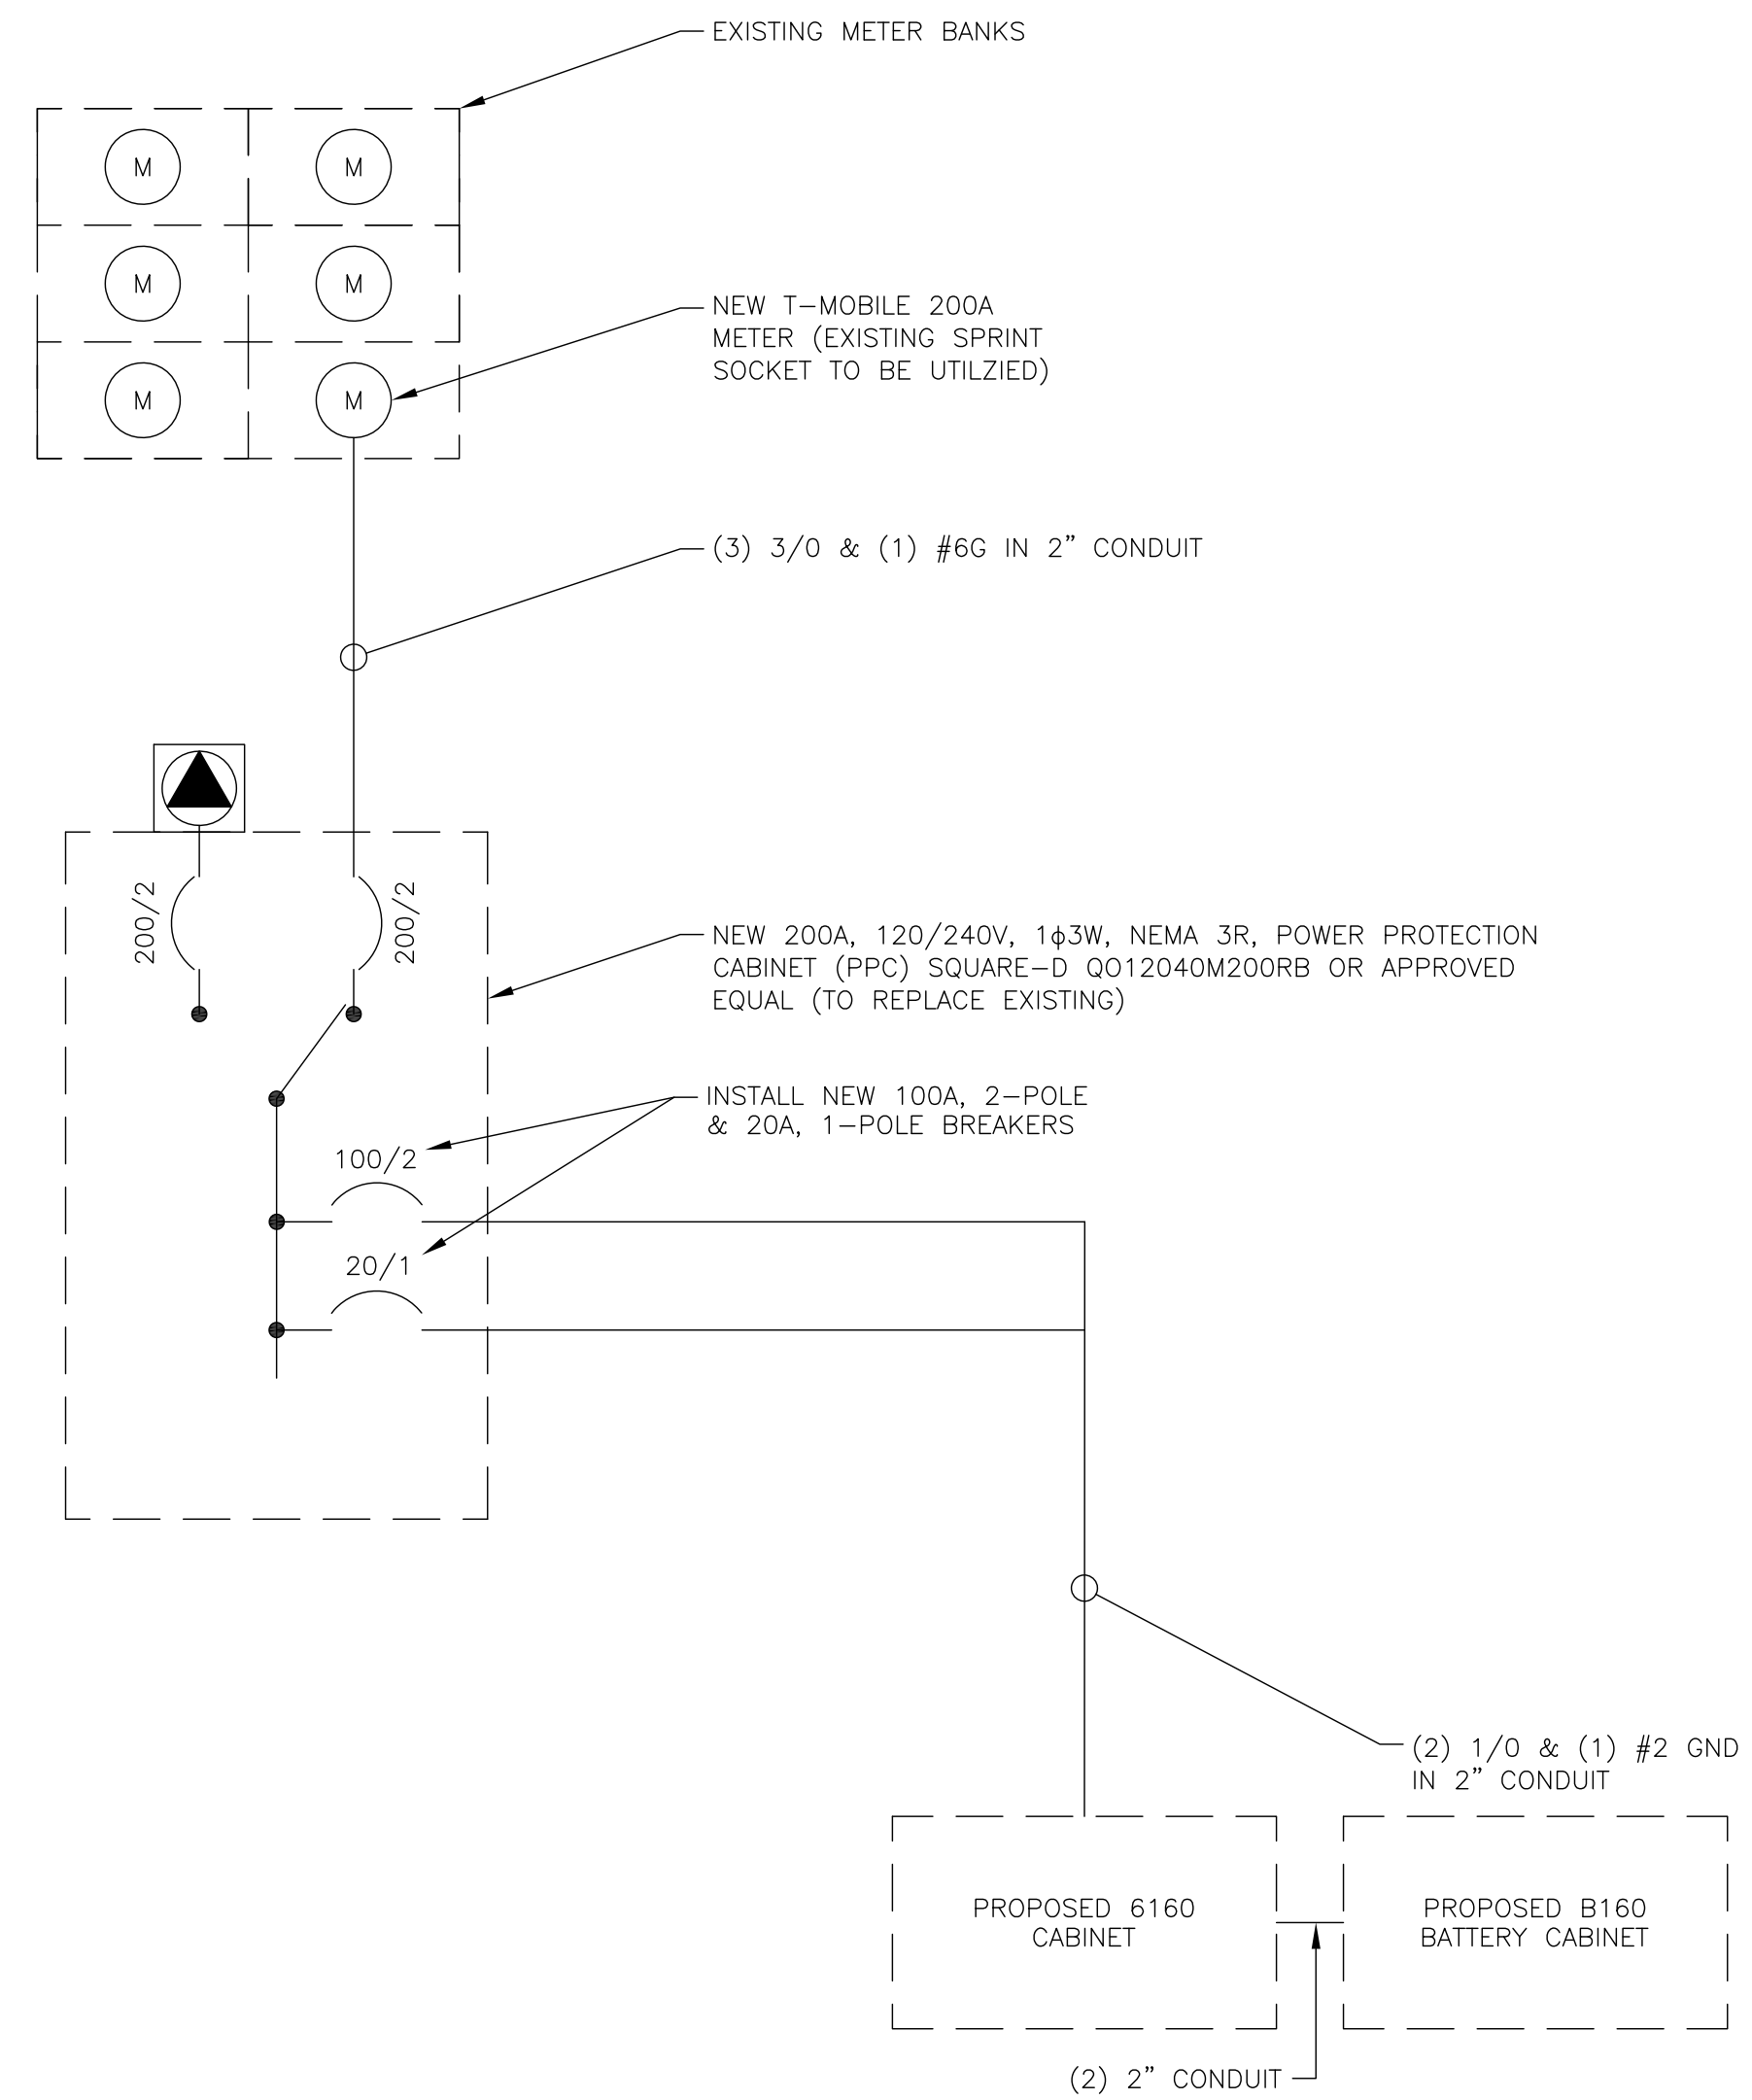 EXISTING METER BANKS
M
M
M
M
NEW T-MOBILE 200A
METER (EXISTING SPRINT
SOCKET TO BE UTILZIED)
M
M
(3) 3/0 & (1) #6G IN 2" CONDUIT
200/2
200/2
NEW 200A, 120/240V, 1ϕ3W, NEMA 3R, POWER PROTECTION
CABINET (PPC) SQUARE-D QO12040M200RB OR APPROVED
EQUAL (TO REPLACE EXISTING)
INSTALL NEW 100A, 2-POLE
& 20A, 1-POLE BREAKERS
100/2
20/1
(2) 1/0 & (1) #2 GND
IN 2" CONDUIT
PROPOSED 6160
CABINET
PROPOSED B160
BATTERY CABINET
(2) 2" CONDUIT